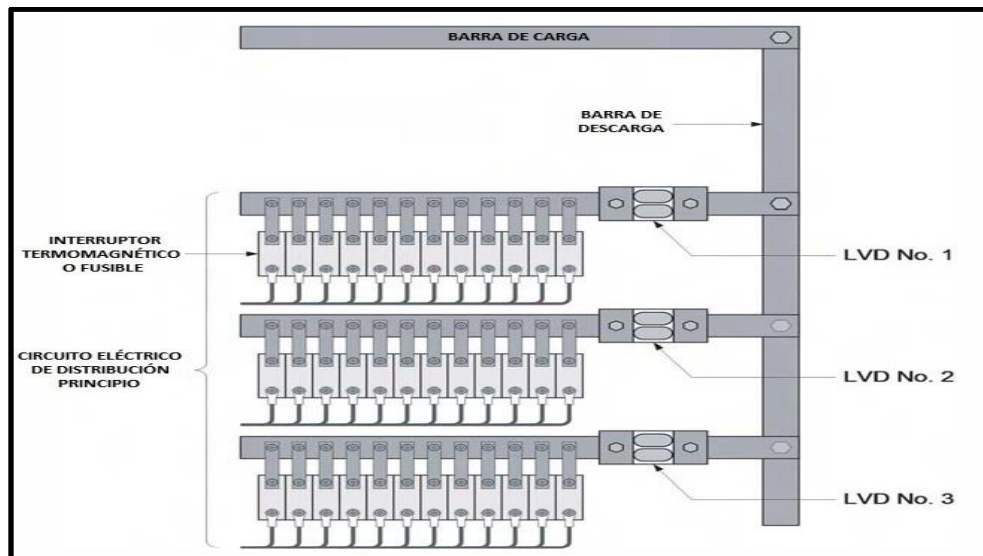 BARRA DE CARGA
BARRA DE
DESCARGA
INTERRUPTOR
TERMOMAGNÉTICO
O FUSIBLE
LVD No. 1
CIRCUITO ELÉCTRICO
DE DISTRIBUCIÓN
PRINCIPIO
LVD No. 2
LVD No. 3